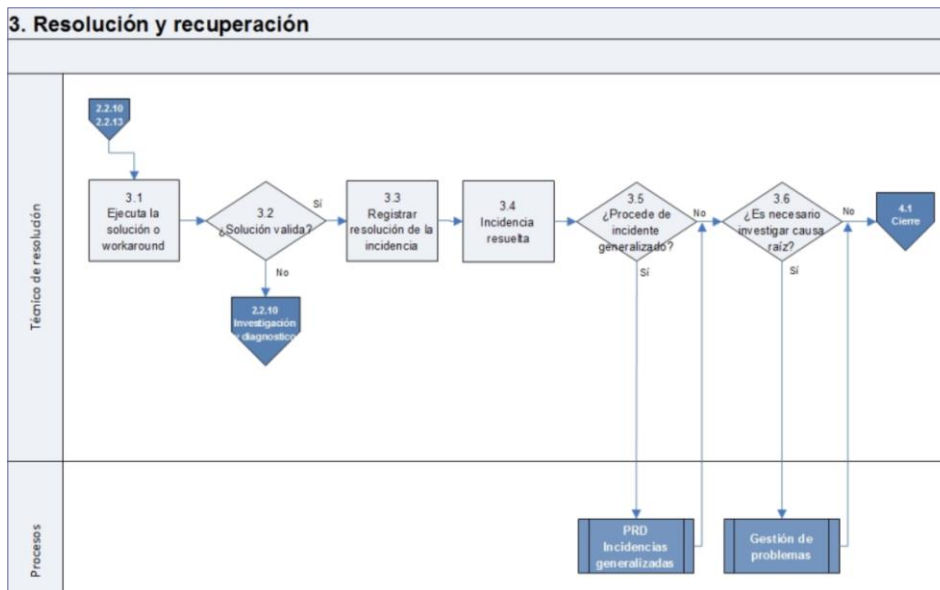 3. Resolución y recuperación
Técnico de resolución
2.2.10
2.2.13
3.1
Ejecuta la
solución o
workaround
3.2
¿Solución valida?
Sí
No
2.2.10
Investigación
y diagnostico
3.3
Registrar
resolución de la
incidencia
3.4
Incidencia
resuelta
3.5
¿Procede de
incidente
generalizado?
No
Sí
3.6
¿Es necesario
investigar causa
raíz?
No
Sí
4.1
Cierre
Procesos
PRD
Incidencias
generalizadas
Gestión de
problemas